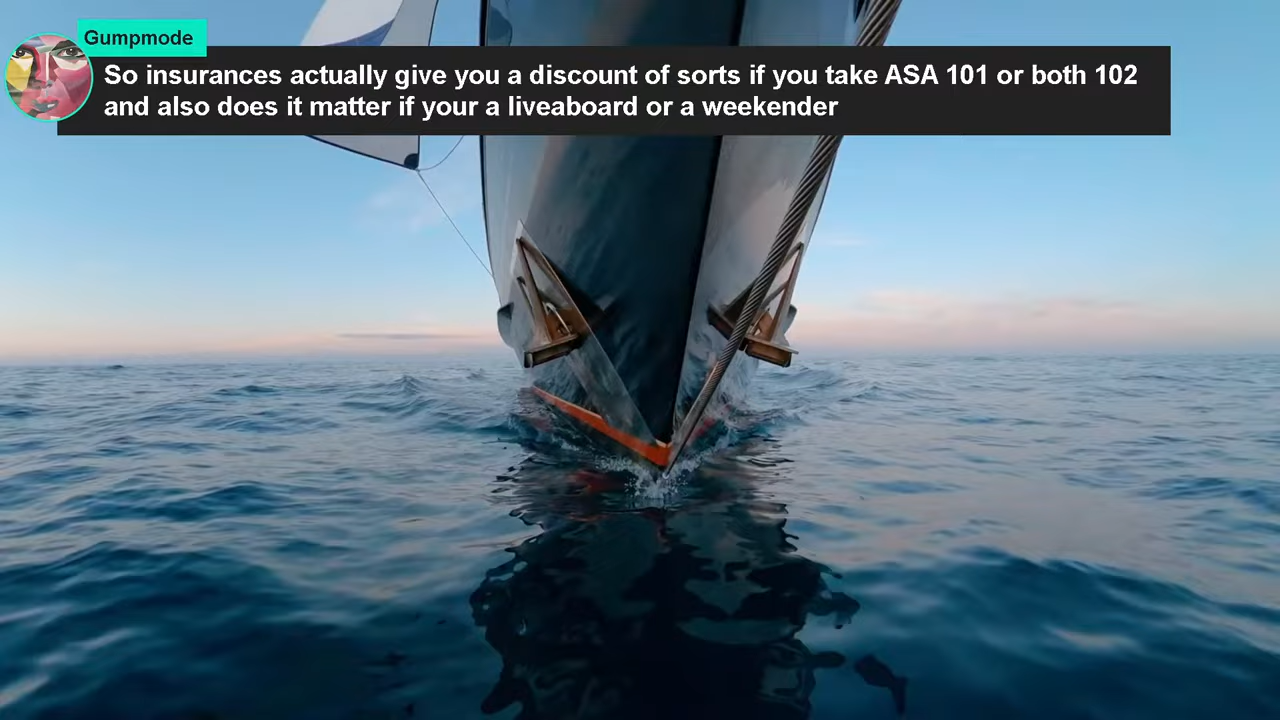 Gumpmode
So insurances actually give you a discount of sorts if you take ASA 101 or both 102
and also does it matter if your a liveaboard or a weekender